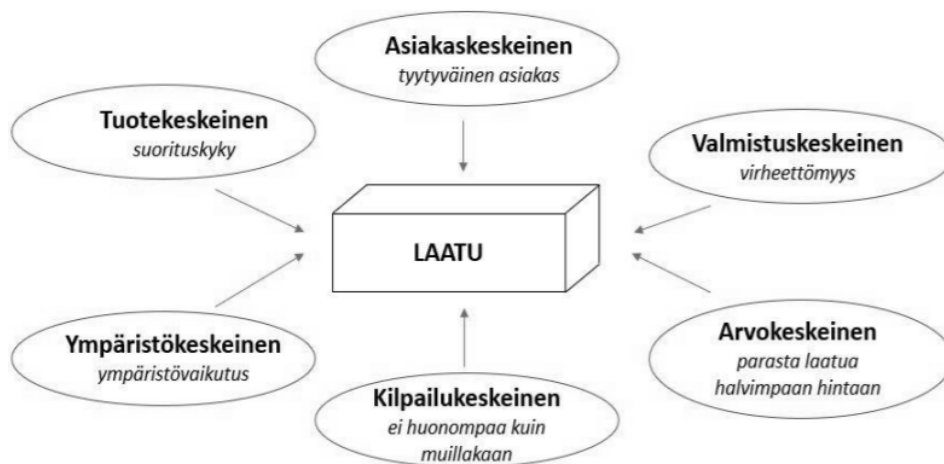 Asiakaskeskeinen
tyytyväinen asiakas
Tuotekeskeinen
suorituskyky
Valmistuskeskeinen
virheettömyys
LAATU
Ympäristökeskeinen
ympäristövaikutus
Arvokeskeinen
parasta laatua
halvimpaan hintaan
Kilpailukeskeinen
ei huonompaa kuin
muillakaan